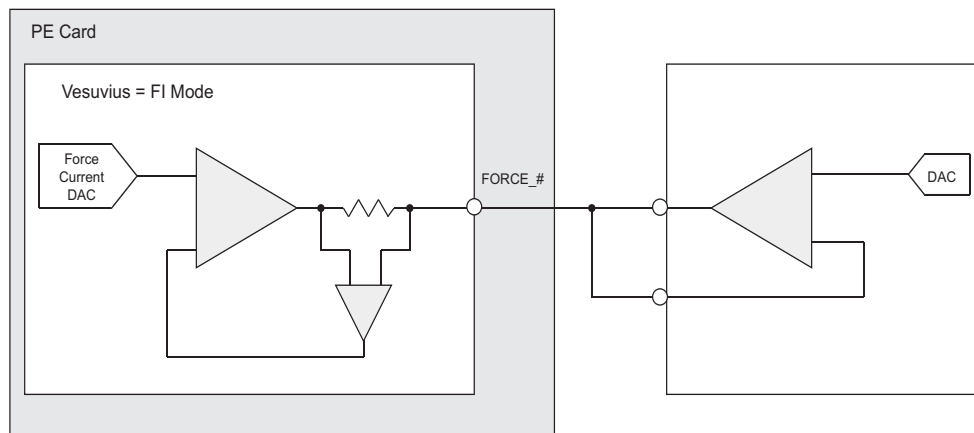 PE Card
Vesuvius = FI Mode
Force
Current
DAC
FORCE_#
DAC